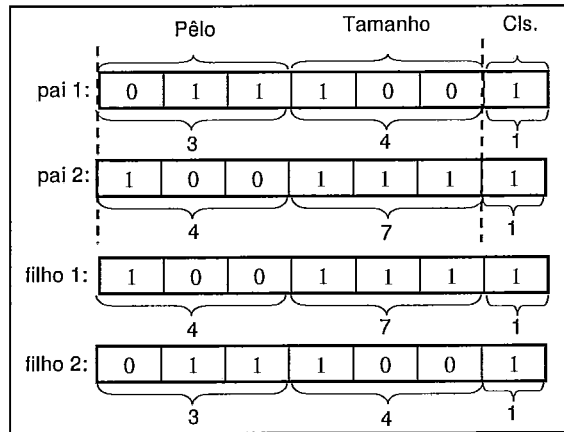 Pêlo Tamanho Cls.
pai 1: 0 1 1 1 0 0 1
3 4 1
pai 2: 1 0 0 1 1 1 1
4 7 1
filho 1: 1 0 0 1 1 1 1
4 7 1
filho 2: 0 1 1 1 0 0 1
3 4 1